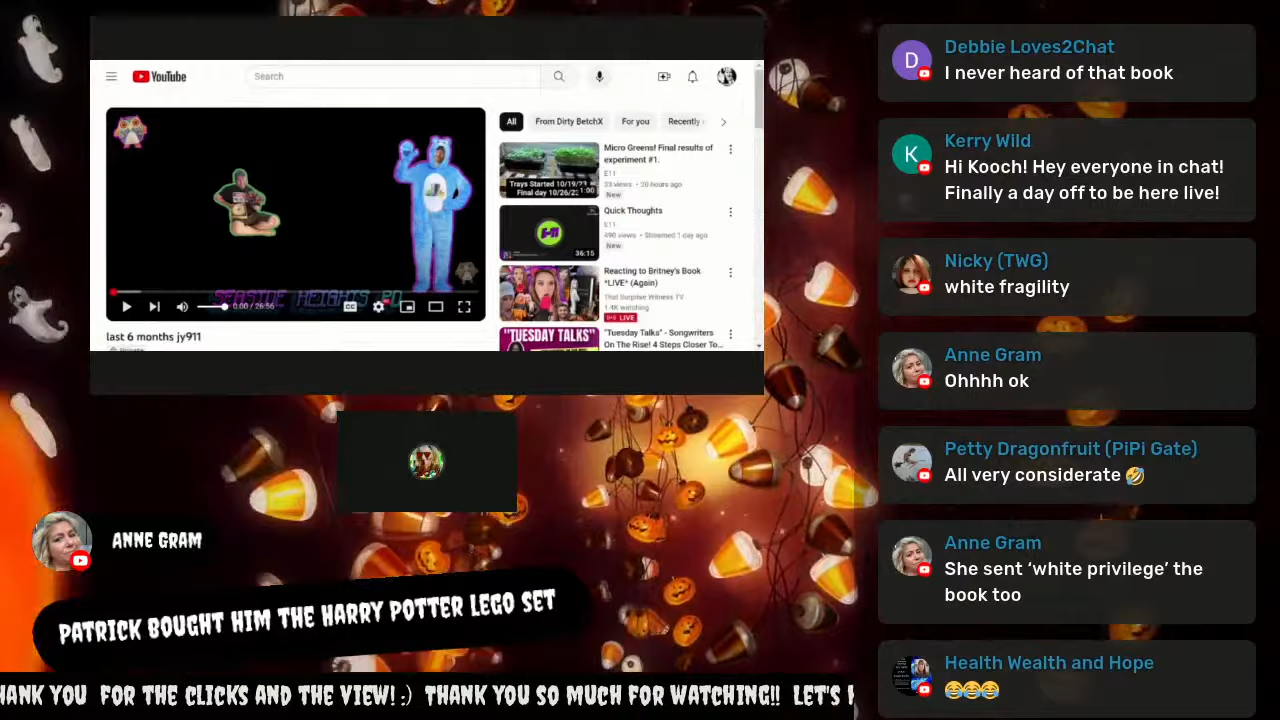 YouTube
Search
All
From Dirty BetchX
For you
Recently
Micro Greens! Final results of
experiment #1.
E11
33 views • 20 hours ago
New
Trays Started 10/19/23
Final day 10/26/23
1:00
Quick Thoughts
E11
490 views • Streamed 1 day ago
New
36:15
Reacting to Britney's Book
*LIVE* (Again)
That Surprise Witness TV
1.4K watching
LIVE
"TUESDAY TALKS"
"Tuesday Talks" - Songwriters
On The Rise! 4 Steps Closer To...
SEASIDE HEIGHTS PD
0:00 / 26:56
last 6 months jy911
Private
ANNE GRAM
PATRICK BOUGHT HIM THE HARRY POTTER LEGO SET
HANK YOU FOR THE CLICKS AND THE VIEW! :) THANK YOU SO MUCH FOR WATCHING!! LET'S
Debbie Loves2Chat
I never heard of that book
Kerry Wild
Hi Kooch! Hey everyone in chat!
Finally a day off to be here live!
Nicky (TWG)
white fragility
Anne Gram
Ohhhh ok
Petty Dragonfruit (PiPi Gate)
All very considerate 🤣
Anne Gram
She sent ‘white privilege’ the
book too
Health Wealth and Hope
😂😂😂